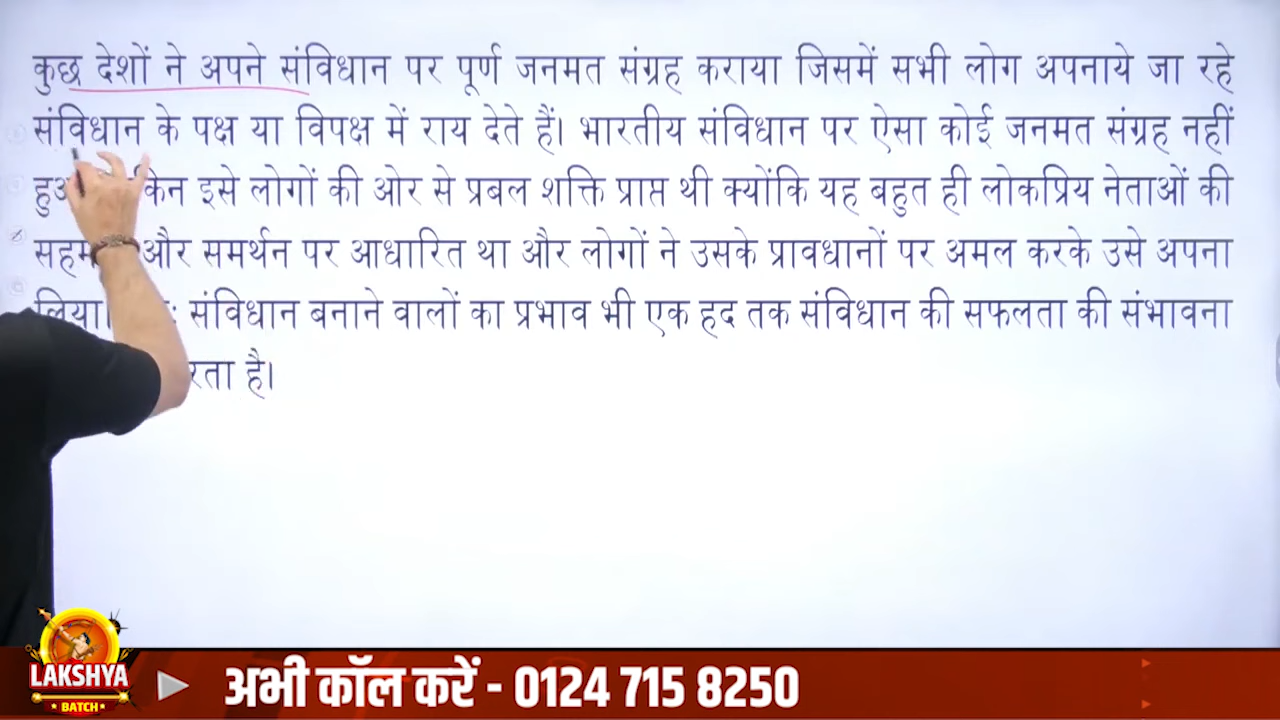 कुछ देशों ने अपने संविधान पर पूर्ण जनमत संग्रह कराया जिसमें सभी लोग अपनाये जा रहे
संविधान के पक्ष या विपक्ष में राय देते हैं। भारतीय संविधान पर ऐसा कोई जनमत संग्रह नहीं
इसे लोगों की ओर से प्रबल शक्ति प्राप्त थी क्योंकि यह बहुत ही लोकप्रिय नेताओं की
और समर्थन पर आधारित था और लोगों ने उसके प्रावधानों पर अमल करके उसे अपना
लिया। संविधान बनाने वालों का प्रभाव भी एक हद तक संविधान की सफलता की संभावना
है।
LAKSHYA
BATCH
अभी कॉल करें - 0124 715 8250